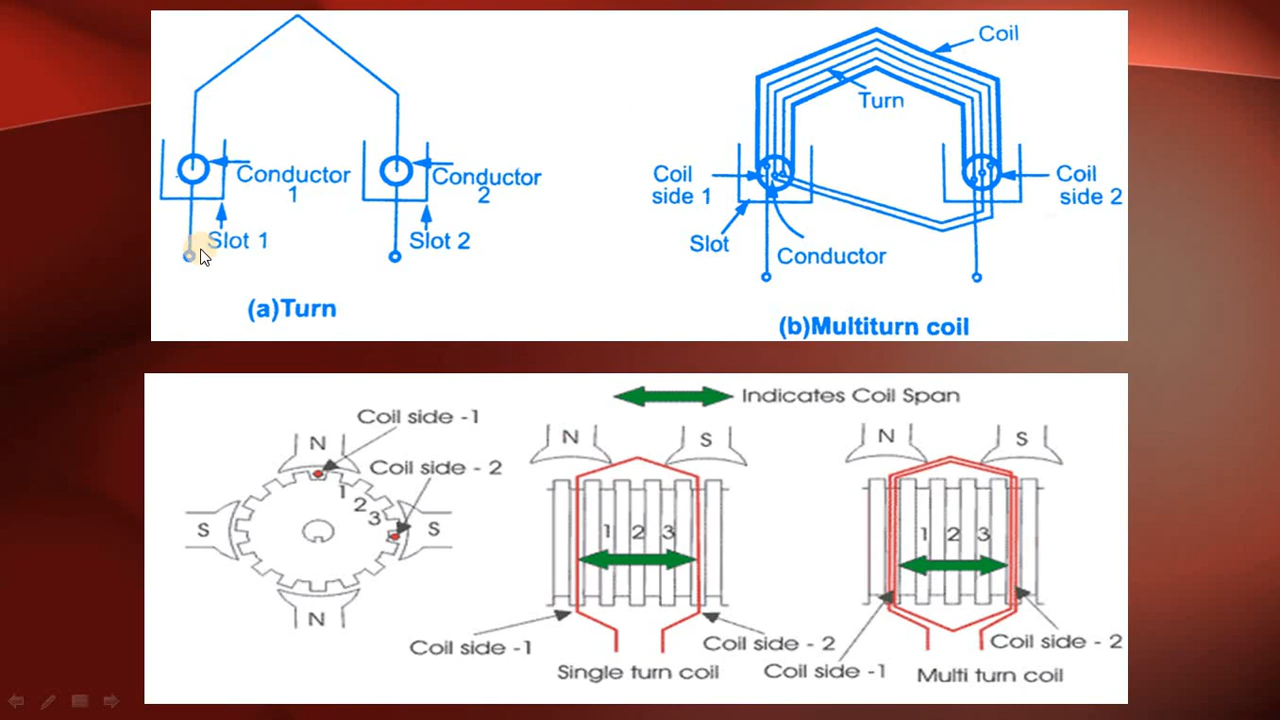 Conductor
1
Slot 1
Conductor
2
Slot 2
(a)Turn
Coil
Turn
Coil
side 1
Slot
Conductor
Coil
side 2
(b)Multiturn coil
Indicates Coil Span
Coil side -1
Coil side - 2
N
S
S
N
1
2
3
N
S
1 2 3
Coil side -1
Coil side - 2
Single turn coil
N
S
1 2 3
Coil side -1
Coil side - 2
Multi turn coil